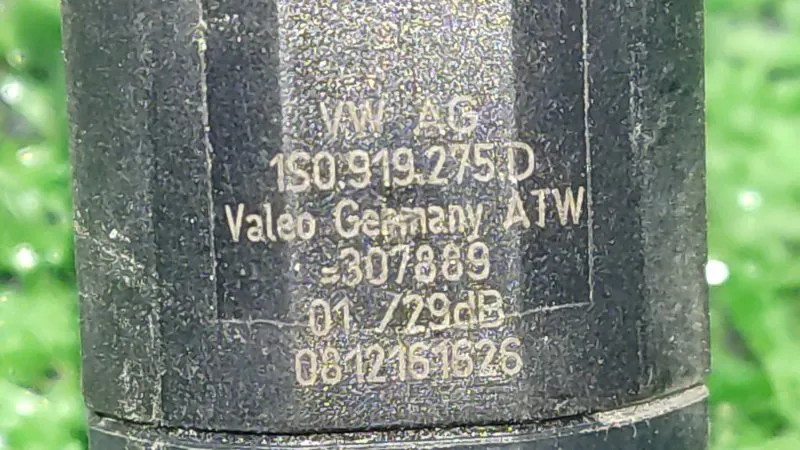 VW AG
1S0.919.275.D
Valeo Germany ATW
=307889
01 /29dB
0812161626